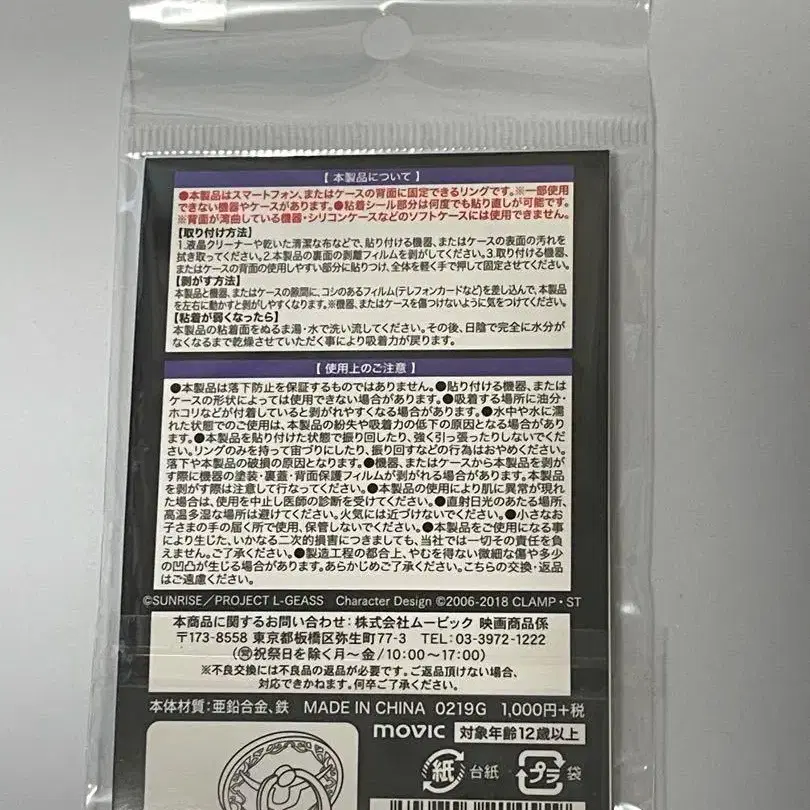 【 本製品について 】
●本製品はスマートフォン、またはケースの背面に固定できるリングです。※一部使用
できない機器やケースがあります。●粘着シール部分は何度でも貼り直しが可能です。
※背面が湾曲している機器・シリコンケースなどのソフトケースには使用できません。
【取り付け方法】
1.液晶クリーナーや乾いた清潔な布などで、貼り付ける機器、またはケースの表面の汚れを
拭き取ってください。2.本製品の裏面の剥離フィルムを剥がしてください。3.取り付ける機器、
またはケースの背面の使用しやすい部分に貼りつけ、全体を軽く手で押して固定させてください。
【剥がす方法】
本製品と機器、またはケースの隙間に、コシのあるフィルム(テレフォンカードなど)を差し込んで、本製品
を左右に動かすと剥がしやすくなります。※機器、またはケースを傷つけないように気をつけてください。
【粘着が弱くなったら】
本製品の粘着面をぬるま湯・水で洗い流してください。その後、日陰で完全に水分が
なくなるまで乾燥させていただく事により吸着力が戻ります。
【 使用上のご注意 】
●本製品は落下防止を保証するものではありません。●貼り付ける機器、または
ケースの形状によっては使用できない場合があります。●吸着する場所に油分・
ホコリなどが付着していると剥がれやすくなる場合があります。●水中や水に濡
れた状態でのご使用は、本製品の紛失や吸着力の低下の原因となる場合があり
ます。●本製品を貼り付けた状態で振り回したり、強く引っ張ったりしないでくだ
さい。リングのみを持って宙づりにしたり、振り回すなどの行為はおやめください。
落下や本製品の破損の原因となります。●機器、またはケースから本製品を剥が
す際に機器の塗装・裏蓋・背面保護フィルムが剥がれる場合があります。本製品
を剥がす際は注意して行なってください。●本製品の使用により肌に異常が現れ
た場合は、使用を中止し医師の診断を受けてください。●直射日光のあたる場所、
高温多湿な場所は避けてください。火気には近づけないでください。●小さなお
子さまの手の届く所で使用、保管しないでください。●本製品をご使用になる事
により生じた、いかなる二次的損害につきましても、当社では一切その責任を負
えません。ご了承ください。●製造工程の都合上、やむを得ない微細な傷や多少
の凹凸が生じる場合があります。あらかじめご了承ください。こちらの交換・返品
はご遠慮ください。
©SUNRISE／PROJECT L-GEASS Character Design ©2006-2018 CLAMP・ST
本商品に関するお問い合わせ：株式会社ムービック 映画商品係
〒173-8558 東京都板橋区弥生町77-3 TEL：03-3972-1222
(㊢祝祭日を除く月～金/10:00～17:00)
※不良交換には不良品の返品が必要です。ご返品頂けない場合、
対応できかねます。何卒ご了承ください。
本体材質：亜鉛合金、鉄 MADE IN CHINA 0219G 1,000円+税
movic 対象年齢12歳以上
紙 台紙 プラ 袋